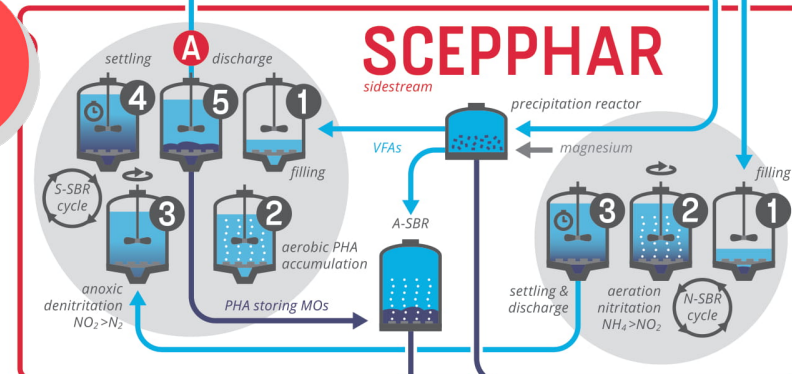 SCEPPHAR
sidestream
A
settling
discharge
4
5
1
filling
S-SBR
cycle
3
2
aerobic PHA
accumulation
anoxic
denitritation
NO₂>N₂
PHA storing MOs
VFAs
A-SBR
precipitation reactor
magnesium
filling
3
2
1
settling &
discharge
aeration
nitritation
NH₄>NO₂
N-SBR
cycle